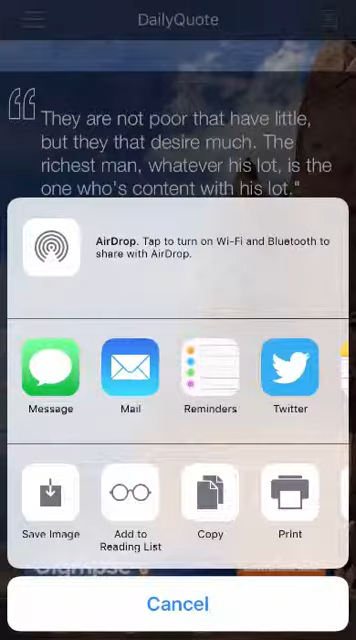 DailyQuote
“ They are not poor that have little,
but they that desire much. The
richest man, whatever his lot, is the
one who's content with his lot."
AirDrop. Tap to turn on Wi-Fi and Bluetooth to
share with AirDrop.
Message Mail Reminders Twitter
Save Image Add to
Reading List Copy Print
Cancel